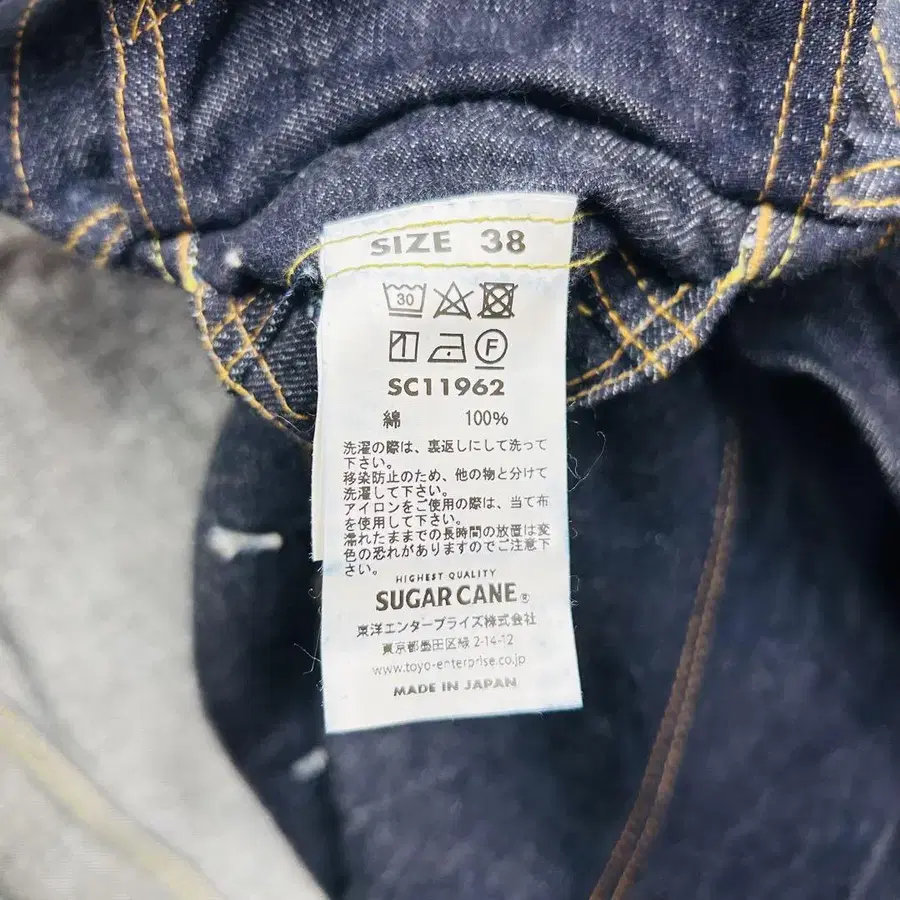 SIZE 38
30
F
SC11962
綿 100%
洗濯の際は、裏返しにして洗って
下さい。
移染防止のため、他の物と分けて
洗濯して下さい。
アイロンをご使用の際は、当て布
を使用して下さい。
濡れたままでの長時間の放置は変
色の恐れがありますのでご注意下
さい。
HIGHEST QUALITY
SUGAR CANE®
東洋エンタープライズ株式会社
東京都墨田区緑 2-14-12
www.toyo-enterprise.co.jp
MADE IN JAPAN